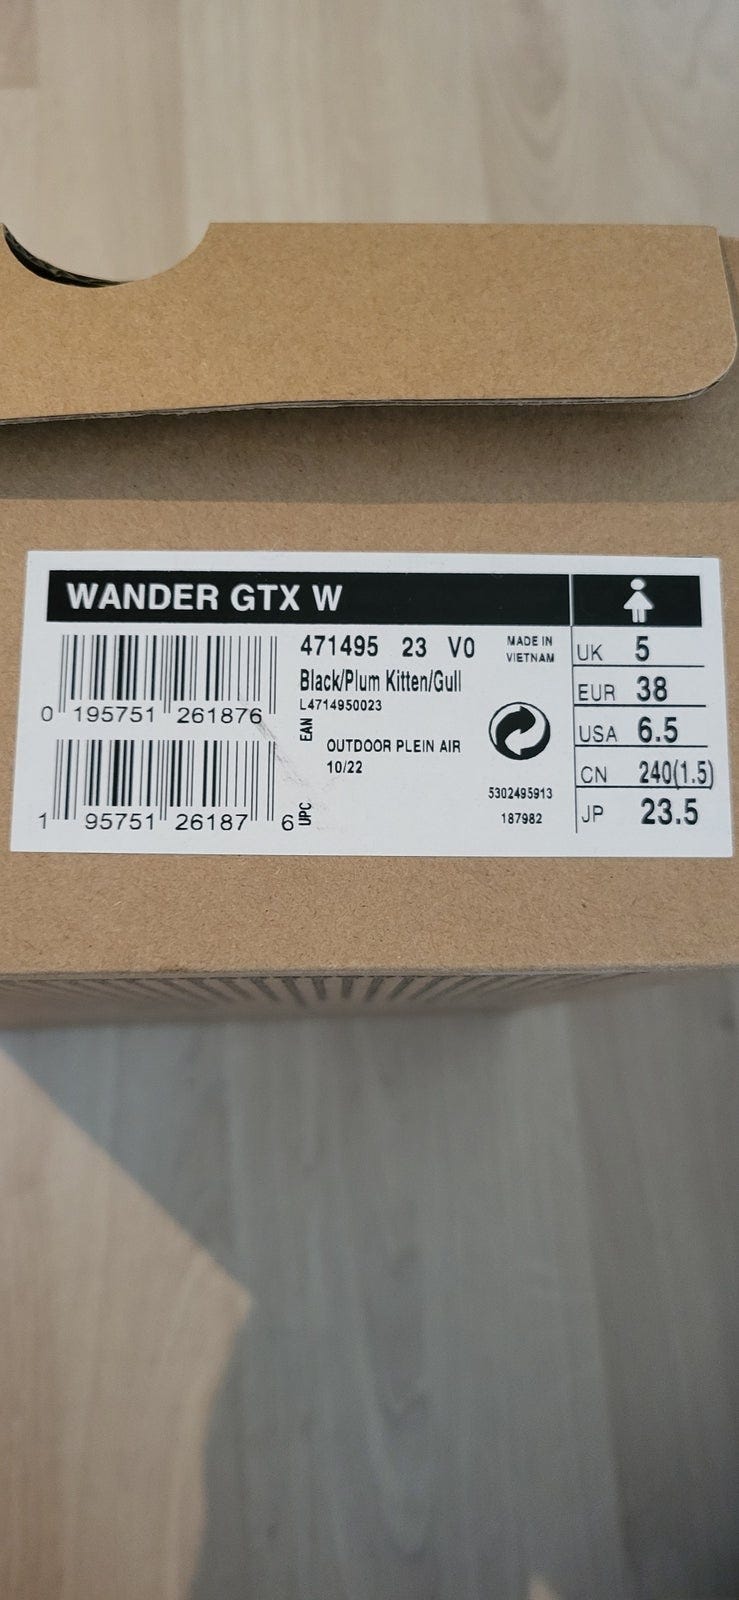 WANDER GTX W
471495 23 V0
MADE IN
VIETNAM
Black/Plum Kitten/Gull
L4714950023
0 195751 261876
EAN
OUTDOOR PLEIN AIR
10/22
1 95751 26187 6
UPC
5302495913
187982
UK 5
EUR 38
USA 6.5
CN 240(1.5)
JP 23.5